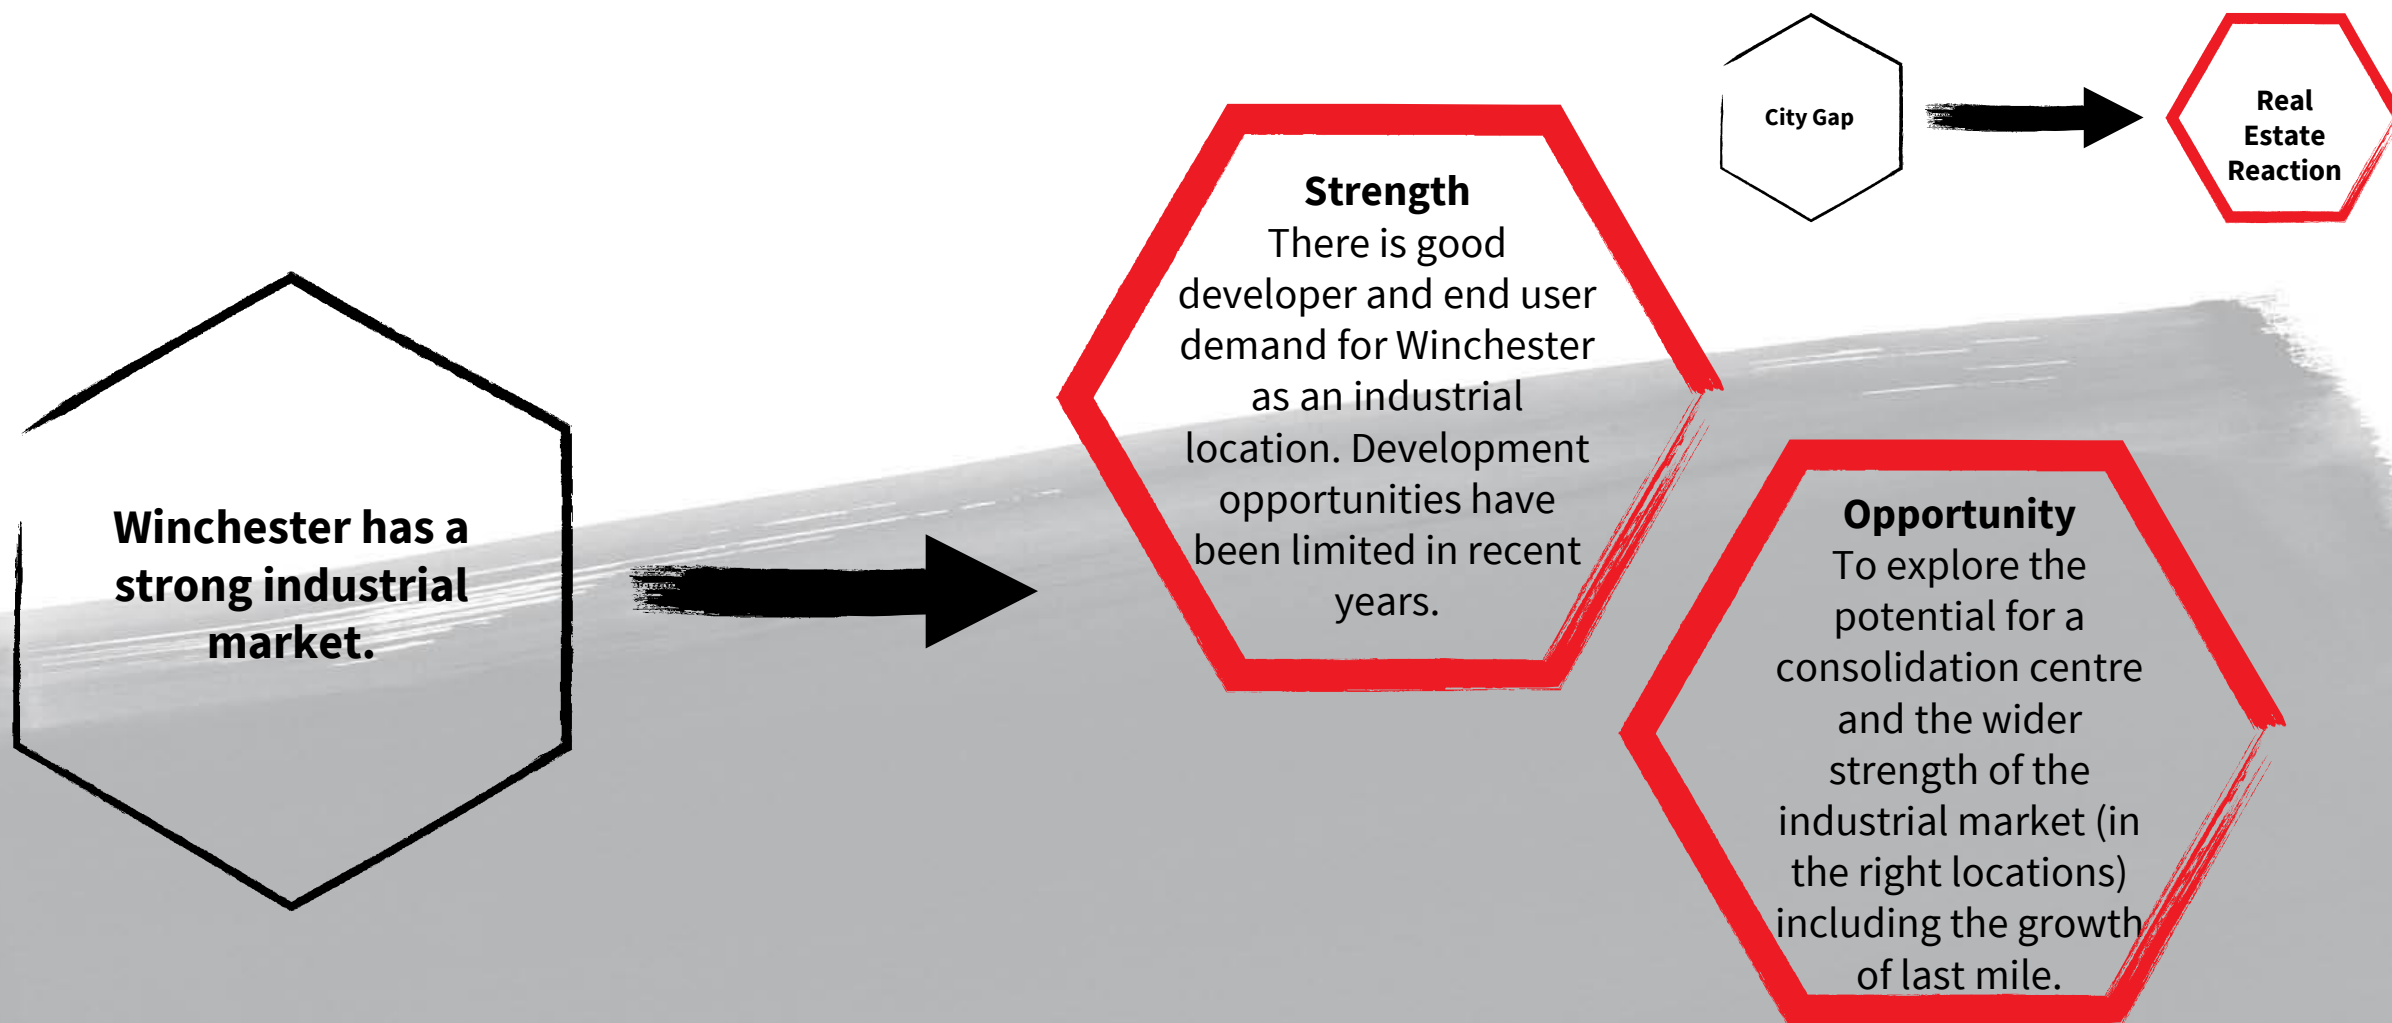 City Gap
Real
Estate
Reaction
Winchester has a
strong industrial
market.
Strength
There is good
developer and end user
demand for Winchester
as an industrial
location. Development
opportunities have
been limited in recent
years.
Opportunity
To explore the
potential for a
consolidation centre
and the wider
strength of the
industrial market (in
the right locations)
including the growth
of last mile.